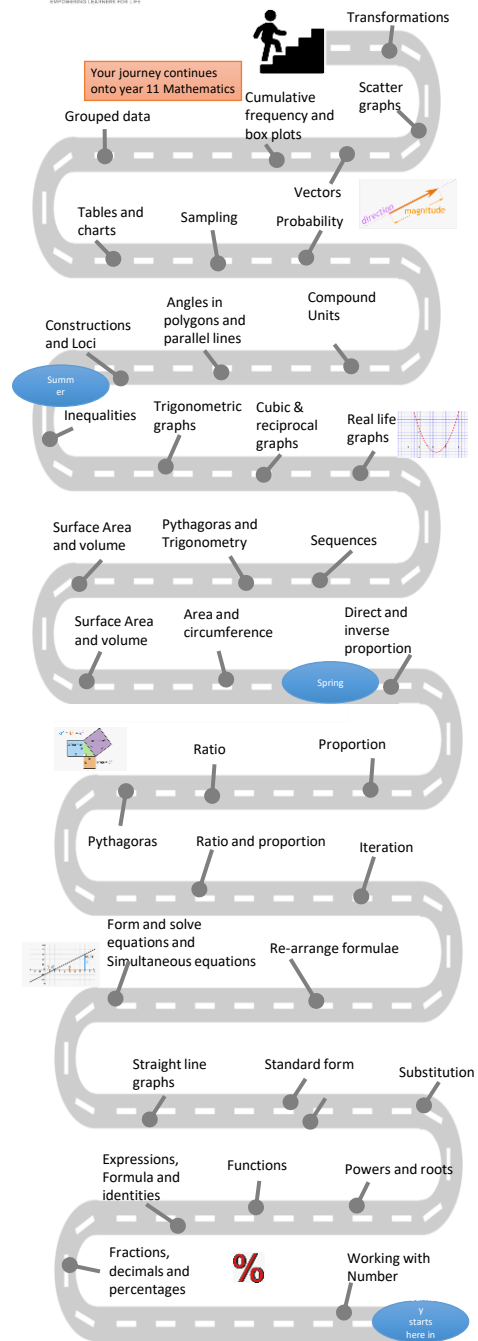 EMPOWERING LEARNERS FOR LIFE
Transformations
Your journey continues
onto year 11 Mathematics
Scatter
graphs
Cumulative
frequency and
box plots
Grouped data
Vectors
direction
magnitude
Tables and
charts
Sampling
Probability
Compound
Units
Angles in
polygons and
parallel lines
Constructions
and Loci
Summ
er
Inequalities
Trigonometric
graphs
Cubic &
reciprocal
graphs
Real life
graphs
Surface Area
and volume
Pythagoras and
Trigonometry
Sequences
Surface Area
and volume
Area and
circumference
Direct and
inverse
proportion
Spring
Ratio
Proportion
Pythagoras
Ratio and proportion
Iteration
Form and solve
equations and
Simultaneous equations
Re-arrange formulae
Straight line
graphs
Standard form
Substitution
Expressions,
Formula and
identities
Functions
Powers and roots
Fractions,
decimals and
percentages
%
Working with
Number
y
starts
here in